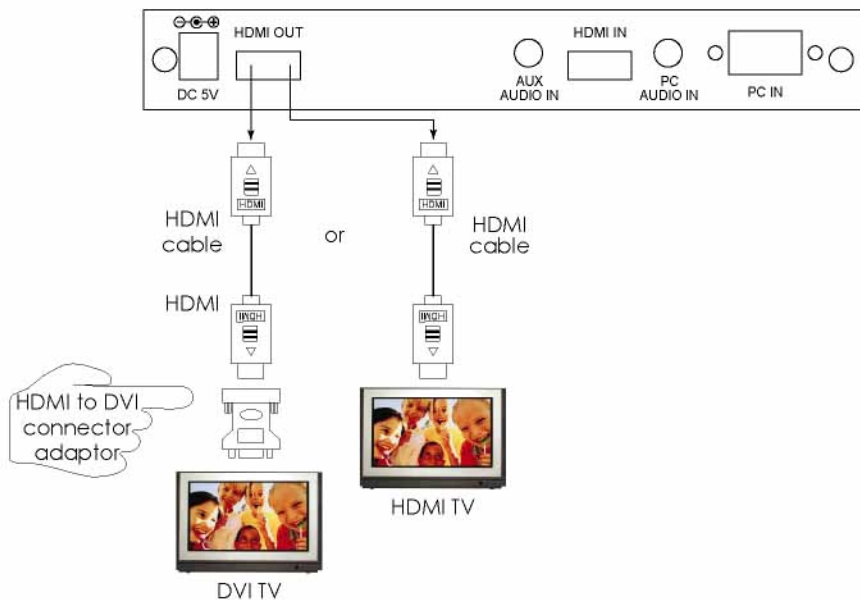 HDMI OUT
HDMI IN
DC 5V
AUX
AUDIO IN
PC
AUDIO IN
PC IN
HDMI
HDMI
HDMI
cable
or
HDMI
cable
HDMI
HDMI
HDMI
HDMI to DVI
connector
adaptor
HDMI TV
DVI TV